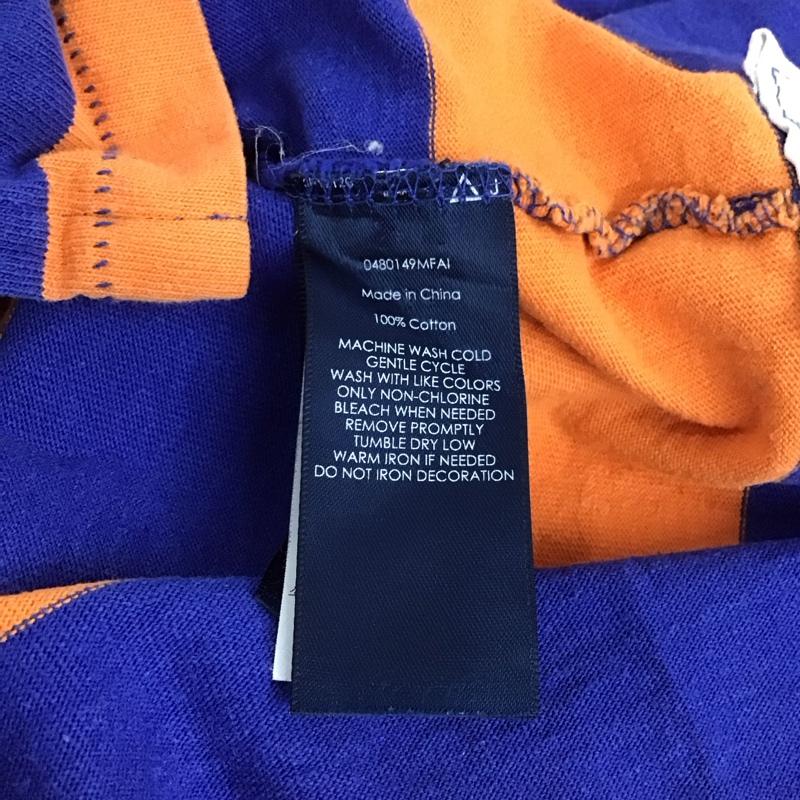 0480149MFAI
Made in China
100% Cotton
MACHINE WASH COLD
GENTLE CYCLE
WASH WITH LIKE COLORS
ONLY NON-CHLORINE
BLEACH WHEN NEEDED
REMOVE PROMPTLY
TUMBLE DRY LOW
WARM IRON IF NEEDED
DO NOT IRON DECORATION